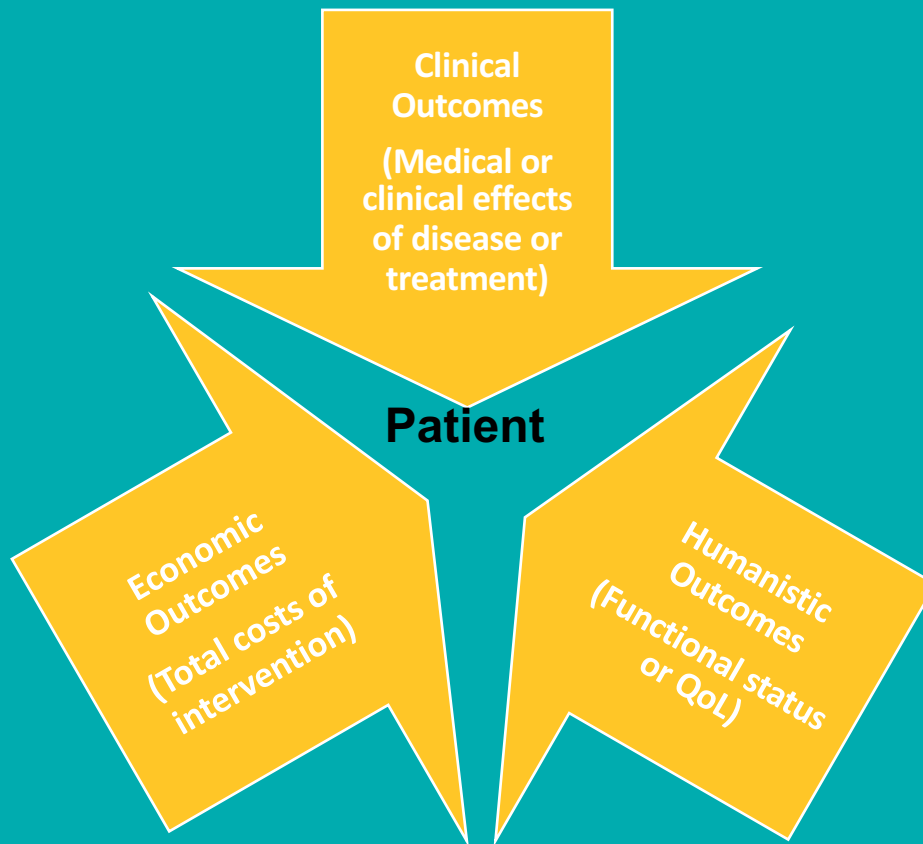 Clinical
Outcomes
(Medical or
clinical effects
of disease or
treatment)
Patient
Economic
Outcomes
(Total costs of
intervention)
Humanistic
Outcomes
(Functional status
or QoL)